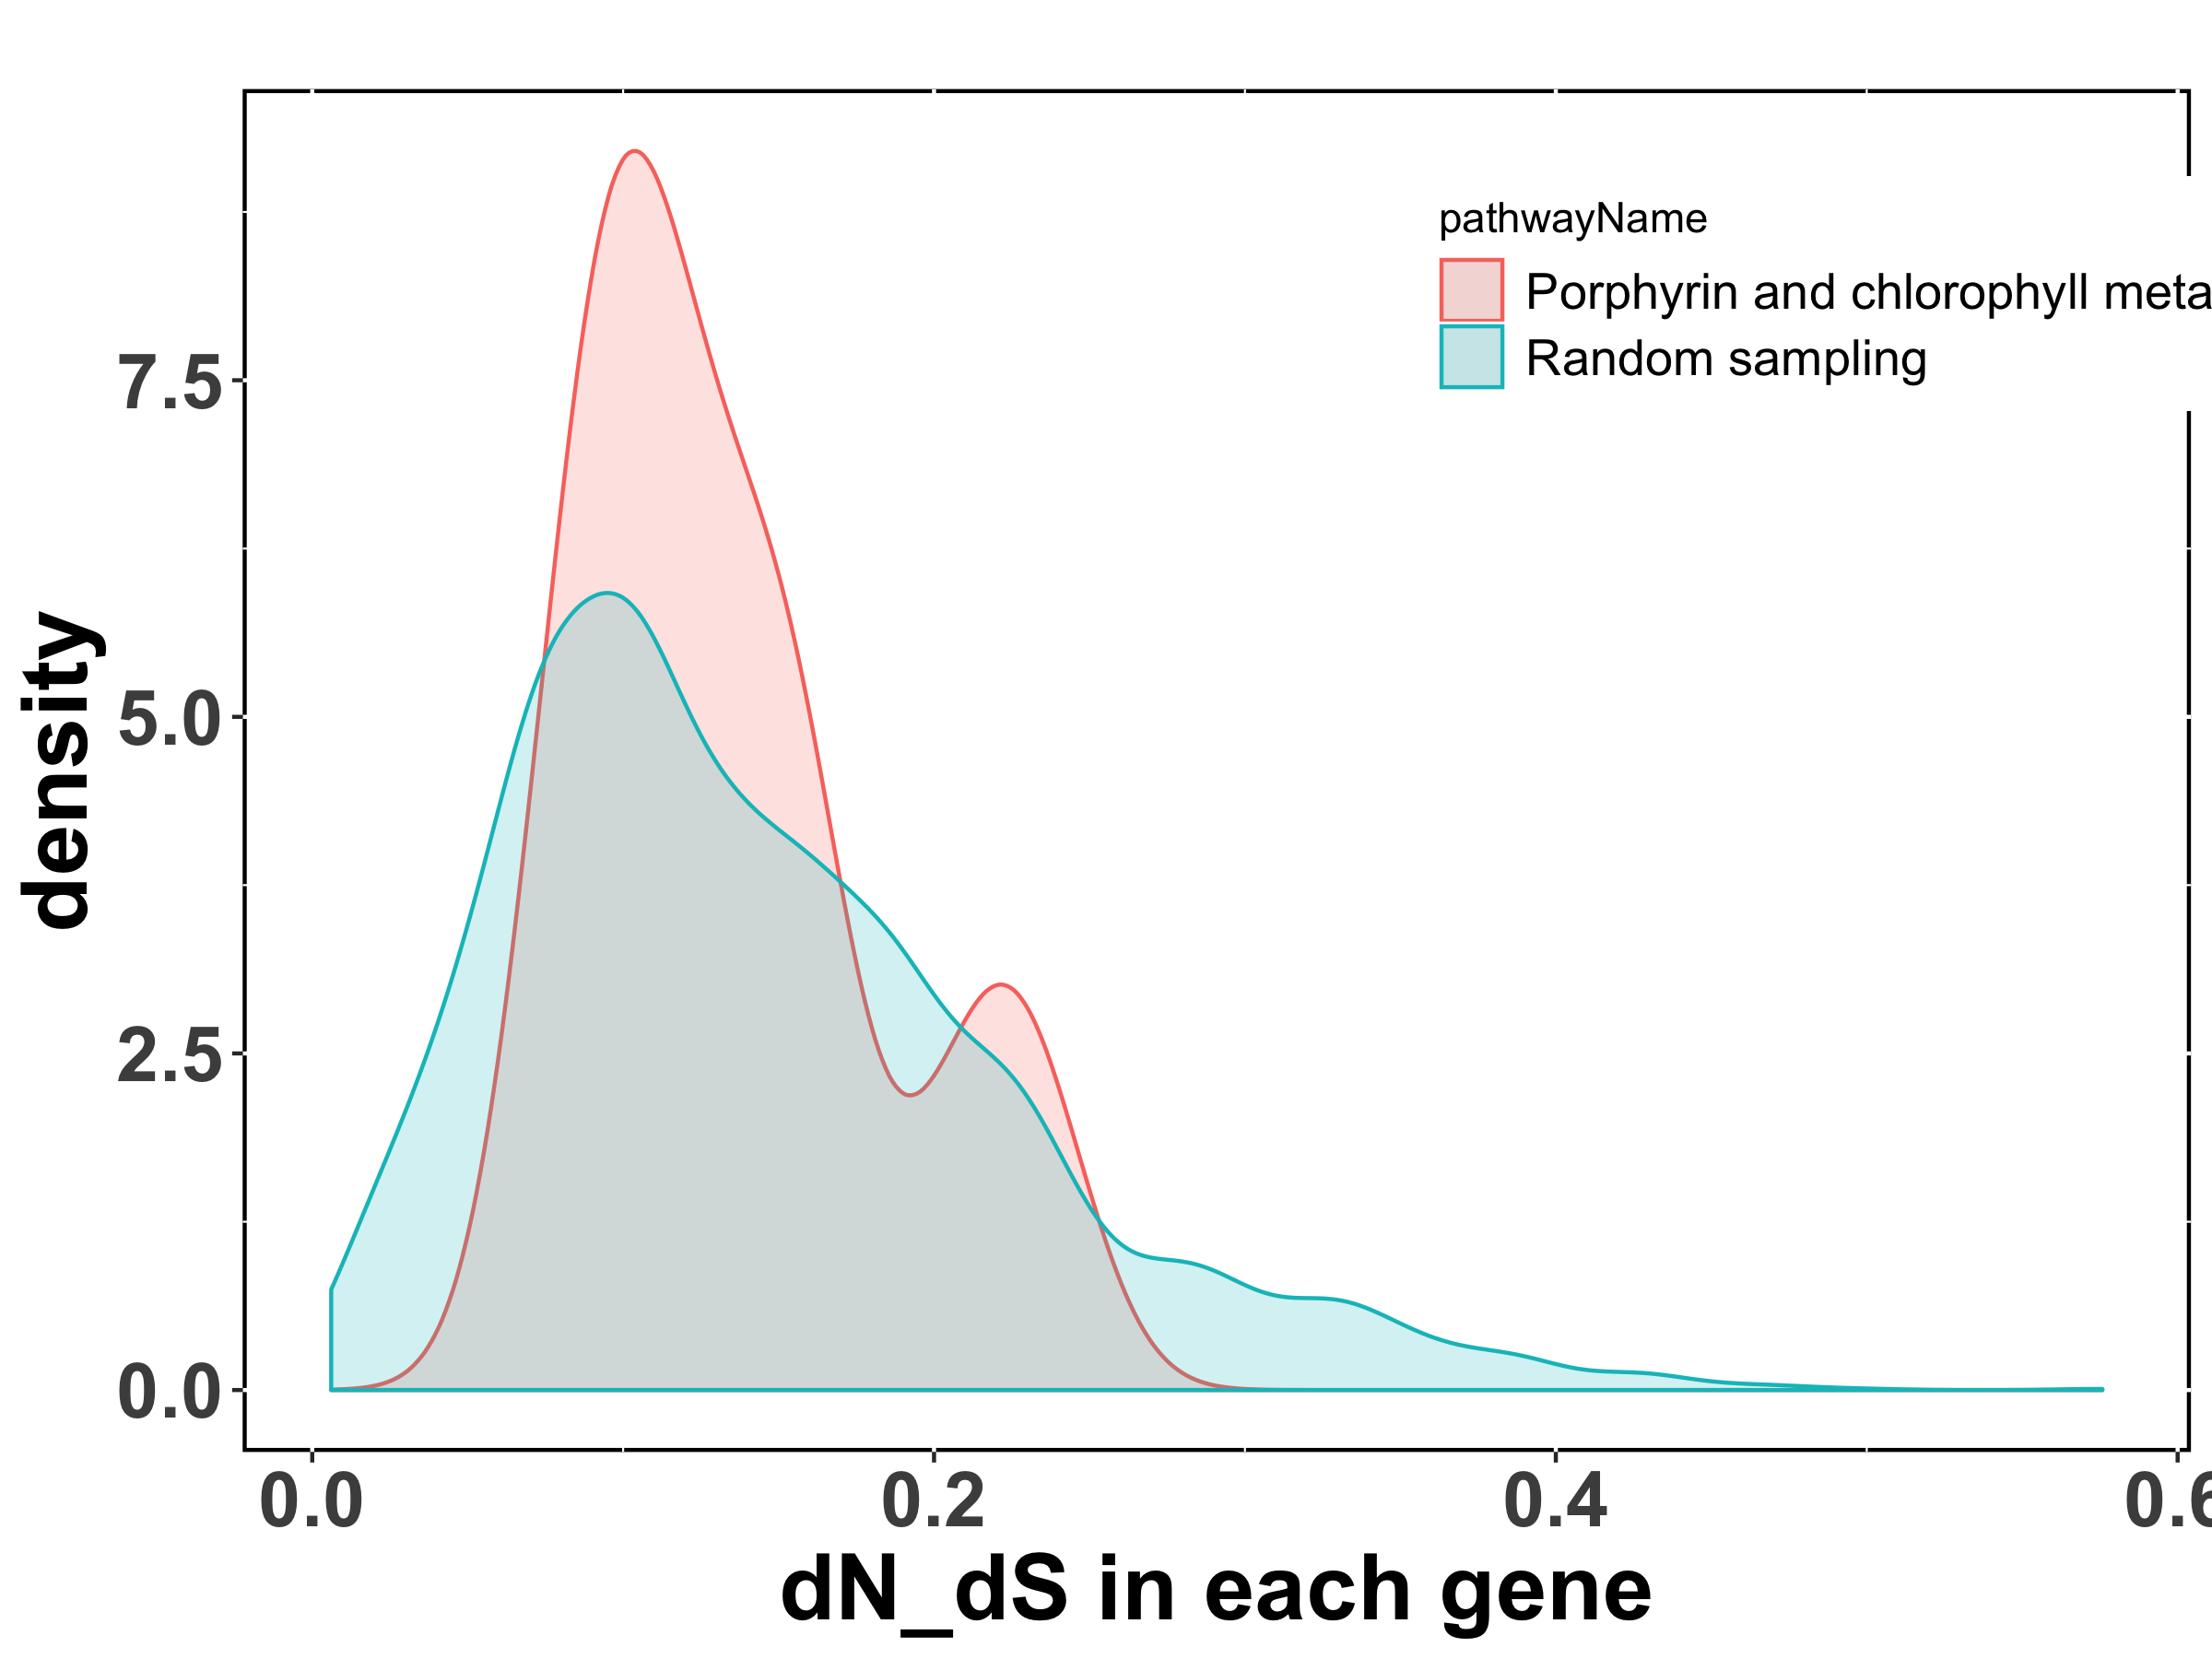 pathwayName
Porphyrin and chlorophyll meta
Random sampling
7.5
5.0
2.5
0.0
density
0.0 0.2 0.4 0.6
dN_dS in each gene